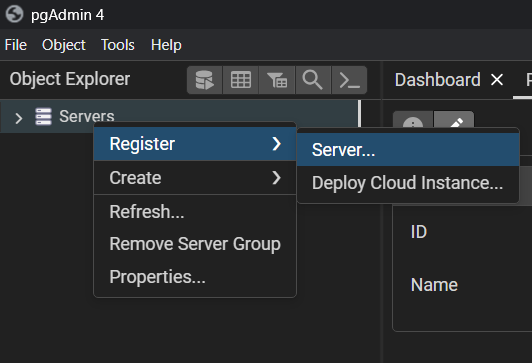 pgAdmin 4
File Object Tools Help
Object Explorer
Dashboard
Servers
Register
Server...
Create
Deploy Cloud Instance...
Refresh...
Remove Server Group
ID
Properties...
Name